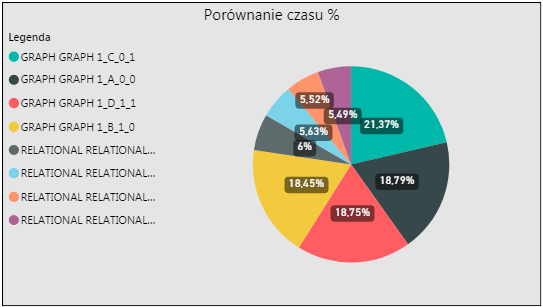 Porównanie czasu %
Legenda
GRAPH GRAPH 1_C_0_1
GRAPH GRAPH 1_A_0_0
GRAPH GRAPH 1_D_1_1
GRAPH GRAPH 1_B_1_0
RELATIONAL RELATIONAL...
RELATIONAL RELATIONAL...
RELATIONAL RELATIONAL...
RELATIONAL RELATIONAL...
5,52%
5,49%
21,37%
5,63%
6%
18,79%
18,45%
18,75%